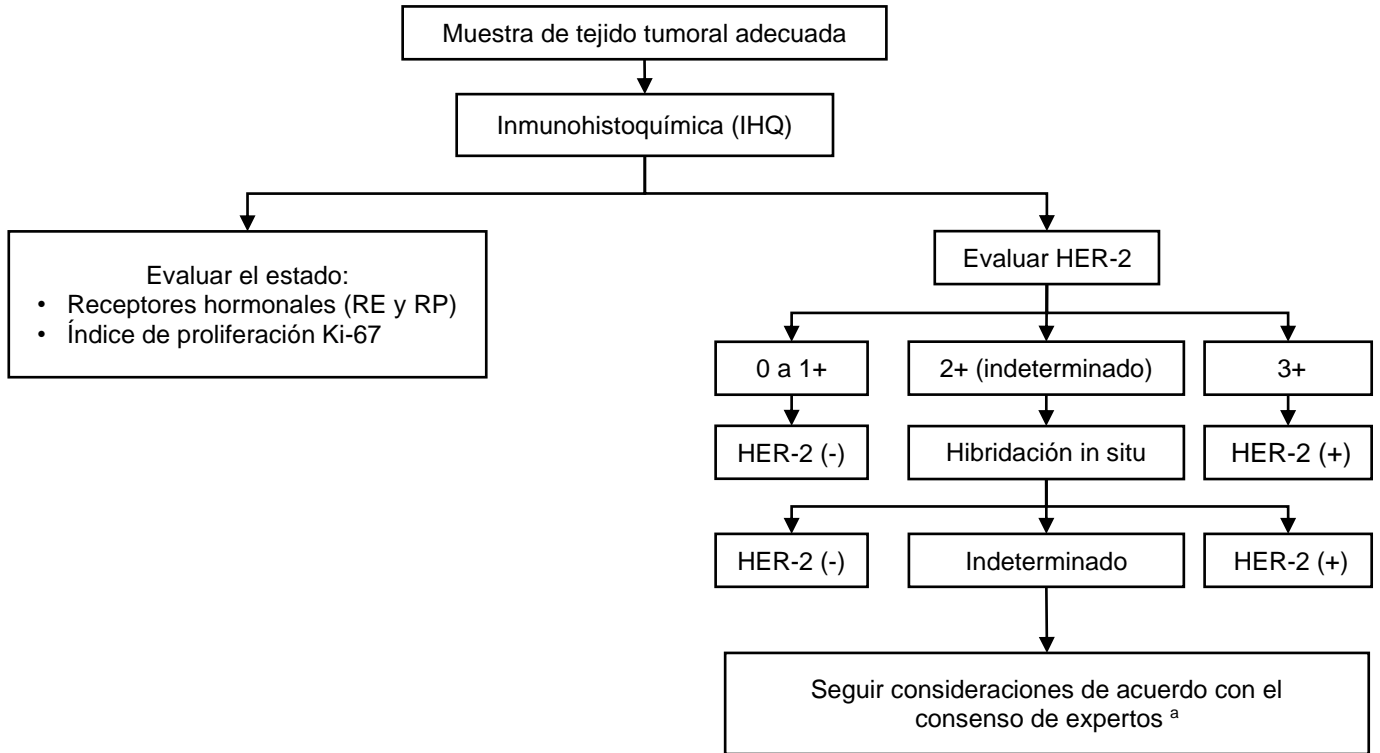 Muestra de tejido tumoral adecuada
Inmunohistoquímica (IHQ)
Evaluar el estado:
• Receptores hormonales (RE y RP)
• Índice de proliferación Ki-67
Evaluar HER-2
0 a 1+
2+ (indeterminado)
3+
HER-2 (-)
Hibridación in situ
HER-2 (+)
HER-2 (-)
Indeterminado
HER-2 (+)
Seguir consideraciones de acuerdo con el
consenso de expertos ᵃ